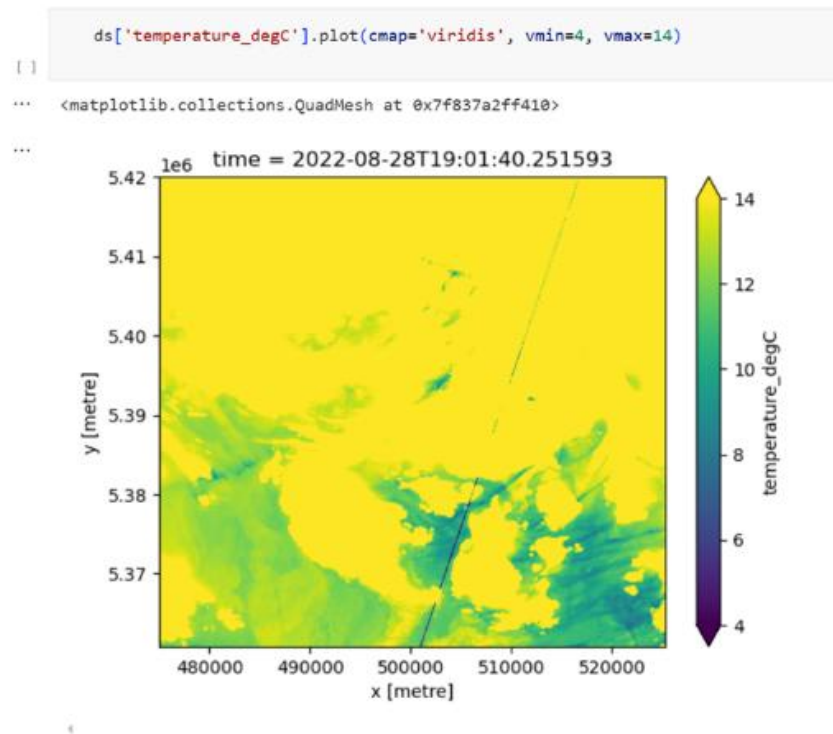 ds['temperature_degC'].plot(cmap='viridis', vmin=4, vmax=14)
[ ]
... <matplotlib.collections.QuadMesh at 0x7f837a2ff410>
...
1e6 time = 2022-08-28T19:01:40.251593
5.42
5.41
5.40
5.39
5.38
5.37
y [metre]
480000 490000 500000 510000 520000
x [metre]
14
12
10
8
6
4
temperature_degC